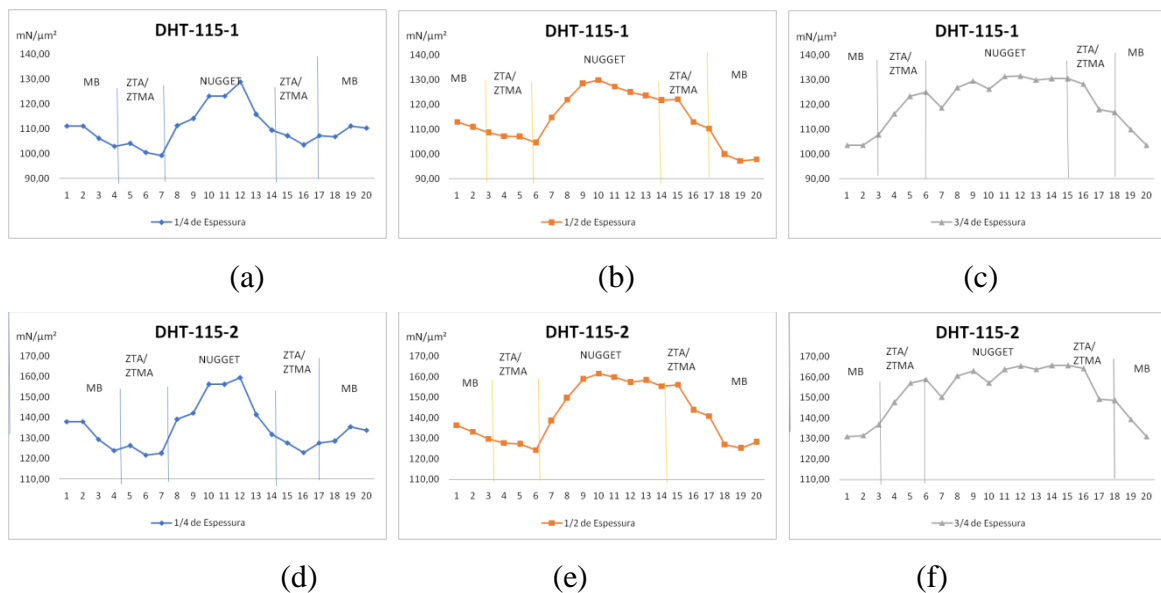 DHT-115-1
mN/µm²
140,00
130,00
120,00
110,00
100,00
90,00
MB
ZTA/
ZTMA
NUGGET
ZTA/
ZTMA
MB
1 2 3 4 5 6 7 8 9 10 11 12 13 14 15 16 17 18 19 20
1/4 de Espessura
(a)
DHT-115-1
mN/µm²
140,00
130,00
120,00
110,00
100,00
90,00
MB
ZTA/
ZTMA
NUGGET
ZTA/
ZTMA
MB
1 2 3 4 5 6 7 8 9 10 11 12 13 14 15 16 17 18 19 20
1/2 de Espessura
(b)
DHT-115-1
mN/µm²
140,00
130,00
120,00
110,00
100,00
90,00
MB
ZTA/
ZTMA
NUGGET
ZTA/
ZTMA
MB
1 2 3 4 5 6 7 8 9 10 11 12 13 14 15 16 17 18 19 20
3/4 de Espessura
(c)
DHT-115-2
mN/µm²
170,00
160,00
150,00
140,00
130,00
120,00
110,00
MB
ZTA/
ZTMA
NUGGET
ZTA/
ZTMA
MB
1 2 3 4 5 6 7 8 9 10 11 12 13 14 15 16 17 18 19 20
1/4 de Espessura
(d)
DHT-115-2
mN/µm²
170,00
160,00
150,00
140,00
130,00
120,00
110,00
MB
ZTA/
ZTMA
NUGGET
ZTA/
ZTMA
MB
1 2 3 4 5 6 7 8 9 10 11 12 13 14 15 16 17 18 19 20
1/2 de Espessura
(e)
DHT-115-2
mN/µm²
170,00
160,00
150,00
140,00
130,00
120,00
110,00
MB
ZTA/
ZTMA
NUGGET
ZTA/
ZTMA
MB
1 2 3 4 5 6 7 8 9 10 11 12 13 14 15 16 17 18 19 20
3/4 de Espessura
(f)